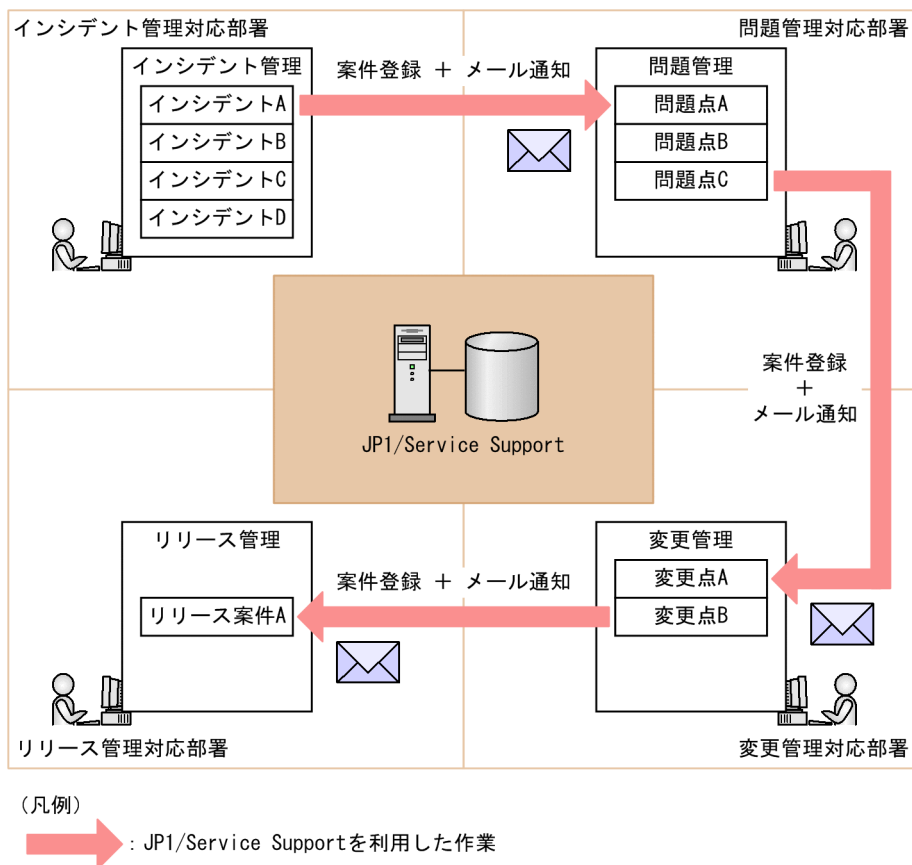 インシデント管理対応部署
問題管理対応部署
インシデント管理
インシデントA
インシデントB
インシデントC
インシデントD
案件登録 + メール通知
問題管理
問題点A
問題点B
問題点C
案件登録
+
メール通知
JP1/Service Support
リリース管理
リリース案件A
案件登録 + メール通知
変更管理
変更点A
変更点B
リリース管理対応部署
変更管理対応部署
(凡例)
:JP1/Service Supportを利用した作業